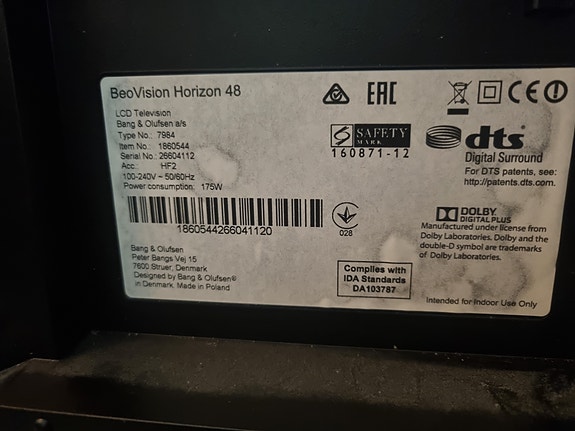 BeoVision Horizon 48
LCD Television
Bang & Olufsen a/s
Type No.: 7984
Item No.: 1860544
Serial No.: 26604112
Acc.: HF2
100-240V ~ 50/60Hz
Power consumption: 175W
1860544266041120
Bang & Olufsen
Peter Bangs Vej 15
7600 Struer, Denmark
Designed by Bang & Olufsen®
in Denmark. Made in Poland
EAC
CE
S SAFETY
MARK
160871-12
028
Complies with
IDA Standards
DA103787
dts
Digital Surround
For DTS patents, see:
http://patents.dts.com.
DOLBY
DIGITAL PLUS
Manufactured under license from
Dolby Laboratories. Dolby and the
double-D symbol are trademarks
of Dolby Laboratories.
Intended for Indoor Use Only